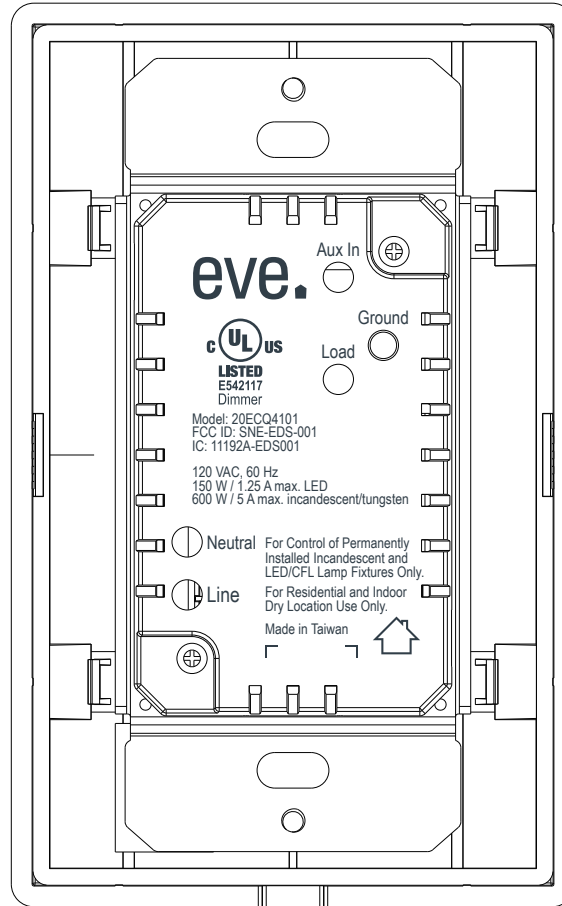 Aux In
eve.
Ground
C UL US
Load
LISTED
E542117
Dimmer
Model: 20ECQ4101
FCC ID: SNE-EDS-001
IC: 11192A-EDS001
120 VAC, 60 Hz
150 W / 1.25 A max. LED
600 W / 5 A max. incandescent/tungsten
Neutral
Line
For Control of Permanently
Installed Incandescent and
LED/CFL Lamp Fixtures Only.
For Residential and Indoor
Dry Location Use Only.
Made in Taiwan